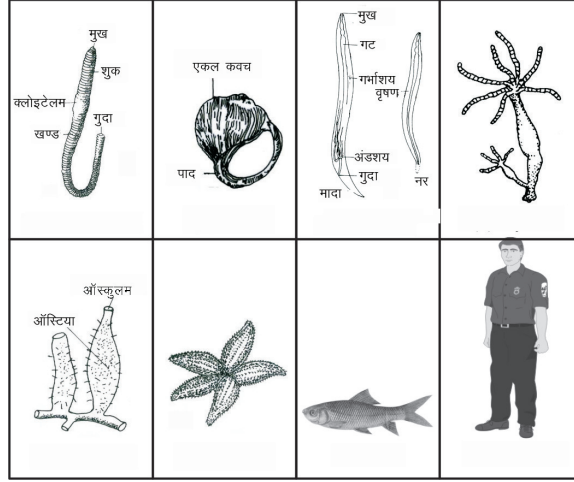 मुख
शुक
क्लोइटेलम
गुदा
खण्ड
एकल कवच
पाद
मुख
गट
गर्भाशय
वृषण
अंडशय
गुदा
नर
मादा
ऑस्कुलम
ऑस्टिया